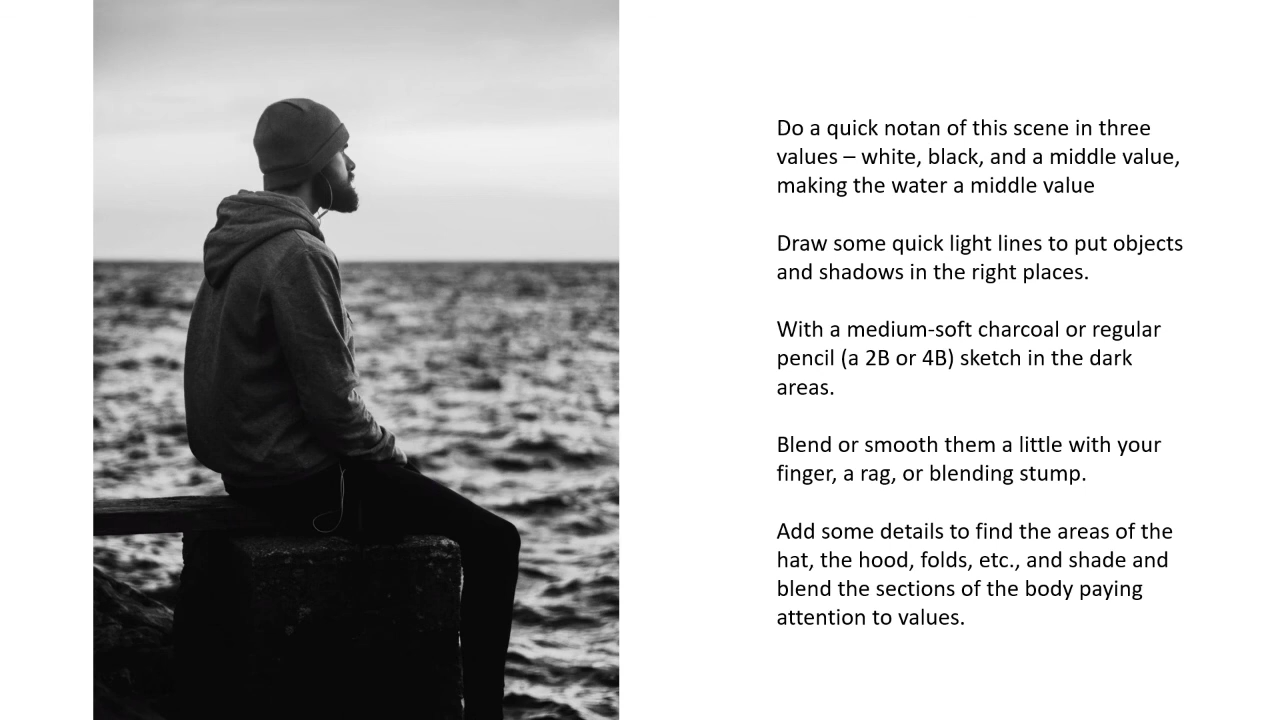 Do a quick notan of this scene in three
values – white, black, and a middle value,
making the water a middle value
Draw some quick light lines to put objects
and shadows in the right places.
With a medium-soft charcoal or regular
pencil (a 2B or 4B) sketch in the dark
areas.
Blend or smooth them a little with your
finger, a rag, or blending stump.
Add some details to find the areas of the
hat, the hood, folds, etc., and shade and
blend the sections of the body paying
attention to values.